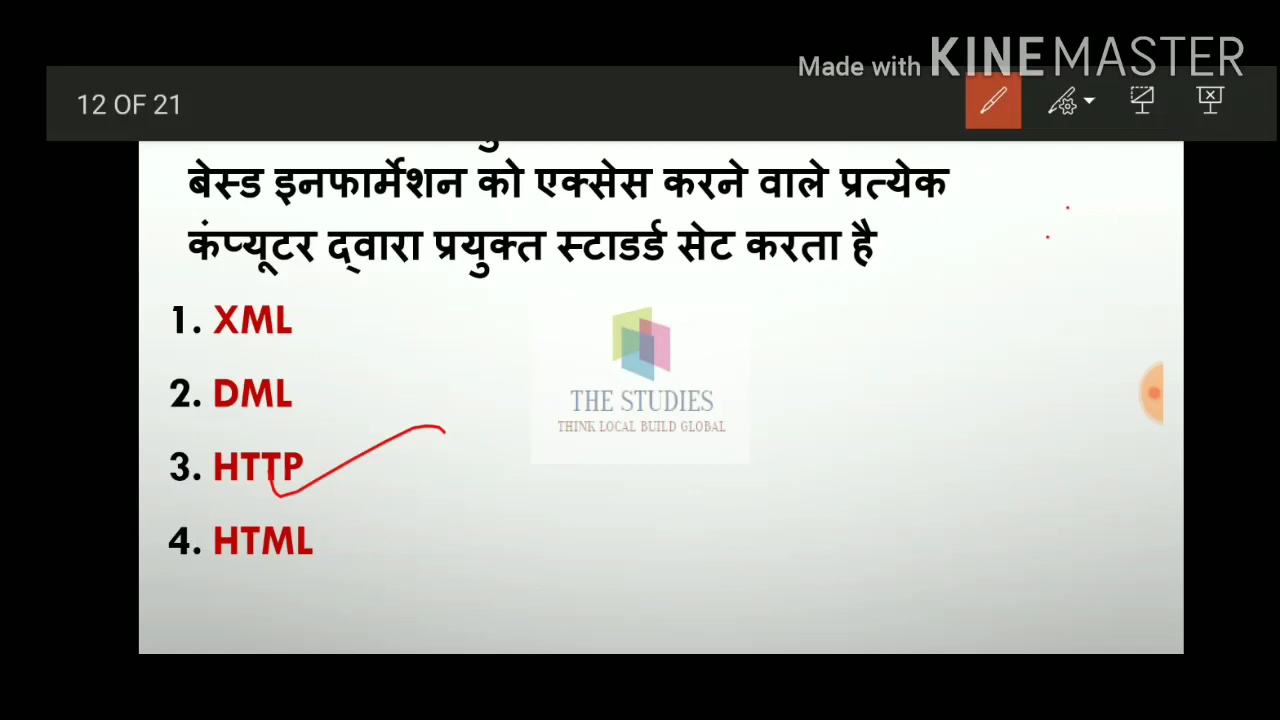 Made with KINEMASTER
12 OF 21
बेस्ड इनफार्मेशन को एक्सेस करने वाले प्रत्येक
कंप्यूटर द्वारा प्रयुक्त स्टाडर्ड सेट करता है
1. XML
2. DML
3. HTTP
4. HTML
THE STUDIES
THINK LOCAL BUILD GLOBAL